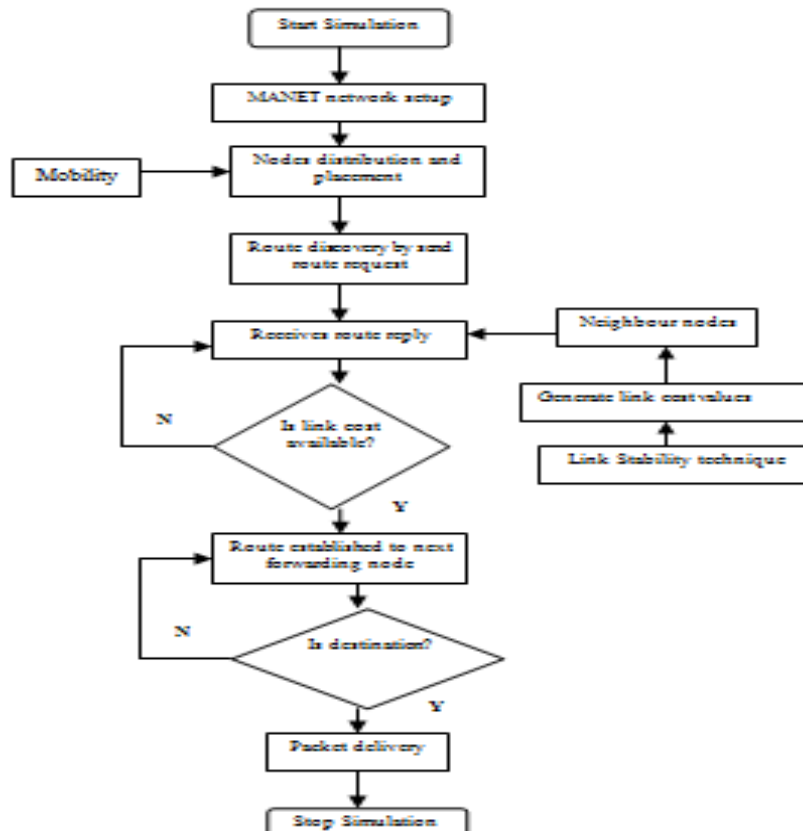 Start Simulation
MANET network setup
Mobility
Nodes distribution and
placement
Route discovery by send
route request
Receives route reply
Neighbour nodes
Generate link cost values
Link Stability technique
N
Is link cost
available?
Y
Route established to next
forwarding node
N
Is destination?
Y
Packet delivery
Stop Simulation